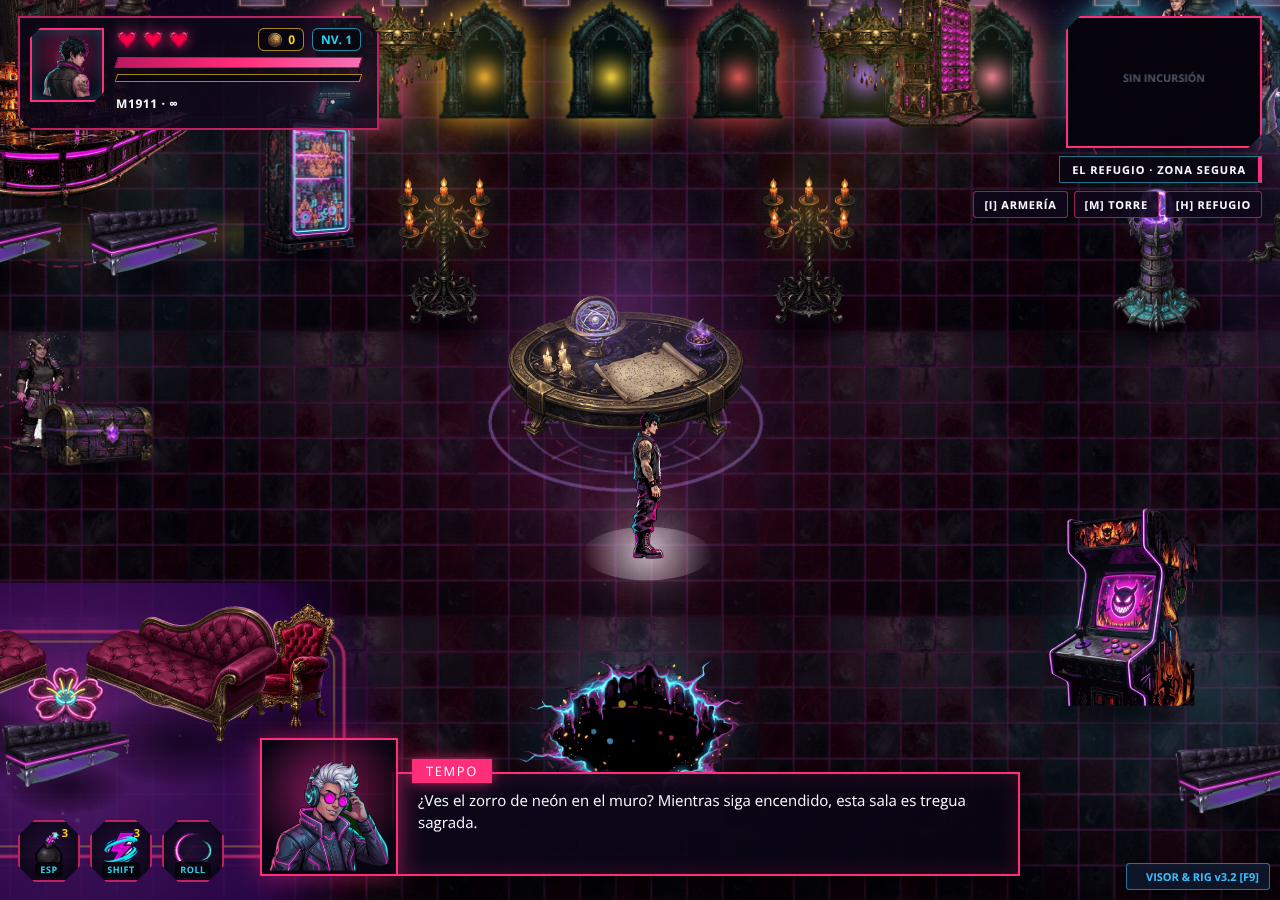 0
NV. 1
M1911 · ∞
SIN INCURSIÓN
EL REFUGIO · ZONA SEGURA
[I] ARMERÍA
[M] TORRE
[H] REFUGIO
TEMPO
¿Ves el zorro de neón en el muro? Mientras siga encendido, esta sala es tregua
sagrada.
3
ESP
3
SHIFT
ROLL
VISOR & RIG v3.2 [F9]